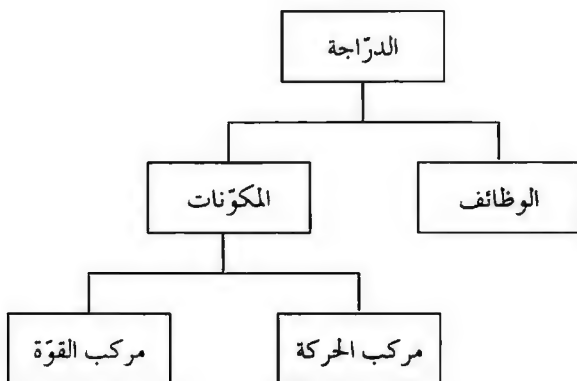 الدرّاجة
الوظائف
المكوّنات
مركب الحركة
مركب القوّة